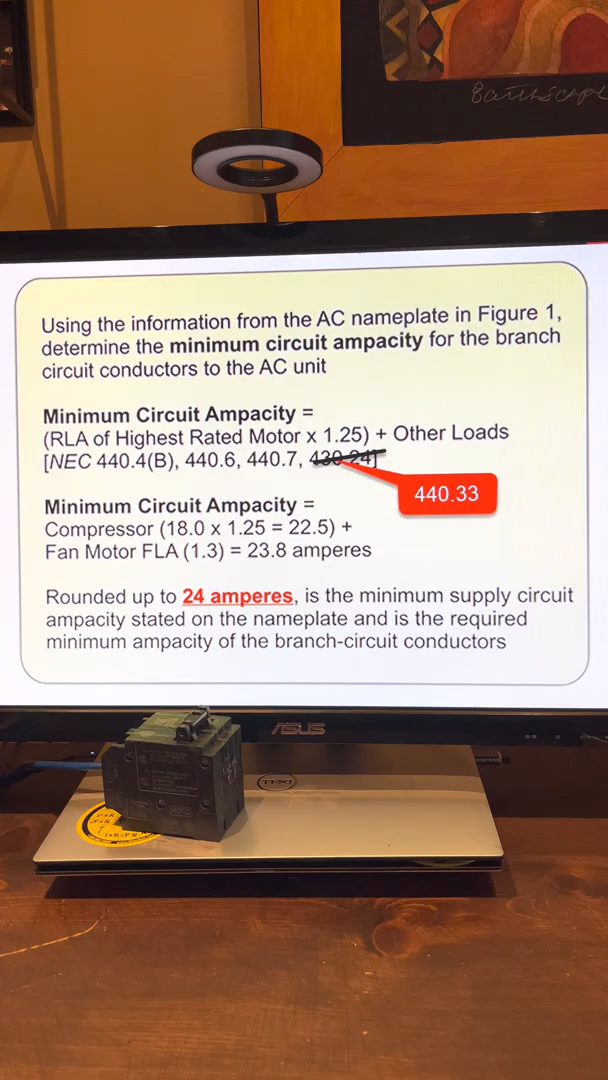 Bathscape
Using the information from the AC nameplate in Figure 1,
determine the minimum circuit ampacity for the branch
circuit conductors to the AC unit
Minimum Circuit Ampacity =
(RLA of Highest Rated Motor x 1.25) + Other Loads
[NEC 440.4(B), 440.6, 440.7, 430.24]
440.33
Minimum Circuit Ampacity =
Compressor (18.0 x 1.25 = 22.5) +
Fan Motor FLA (1.3) = 23.8 amperes
Rounded up to 24 amperes, is the minimum supply circuit
ampacity stated on the nameplate and is the required
minimum ampacity of the branch-circuit conductors
ASUS
DELL